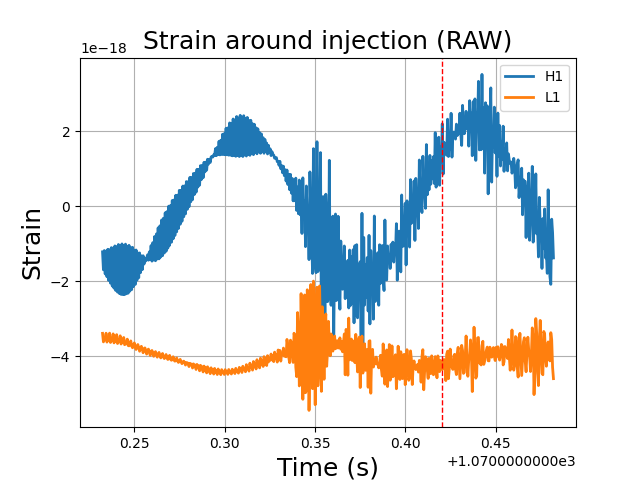 Strain around injection (RAW)
1e−18
H1
L1
2
0
−2
−4
Strain
0.25 0.30 0.35 0.40 0.45
+1.0700000000e3
Time (s)